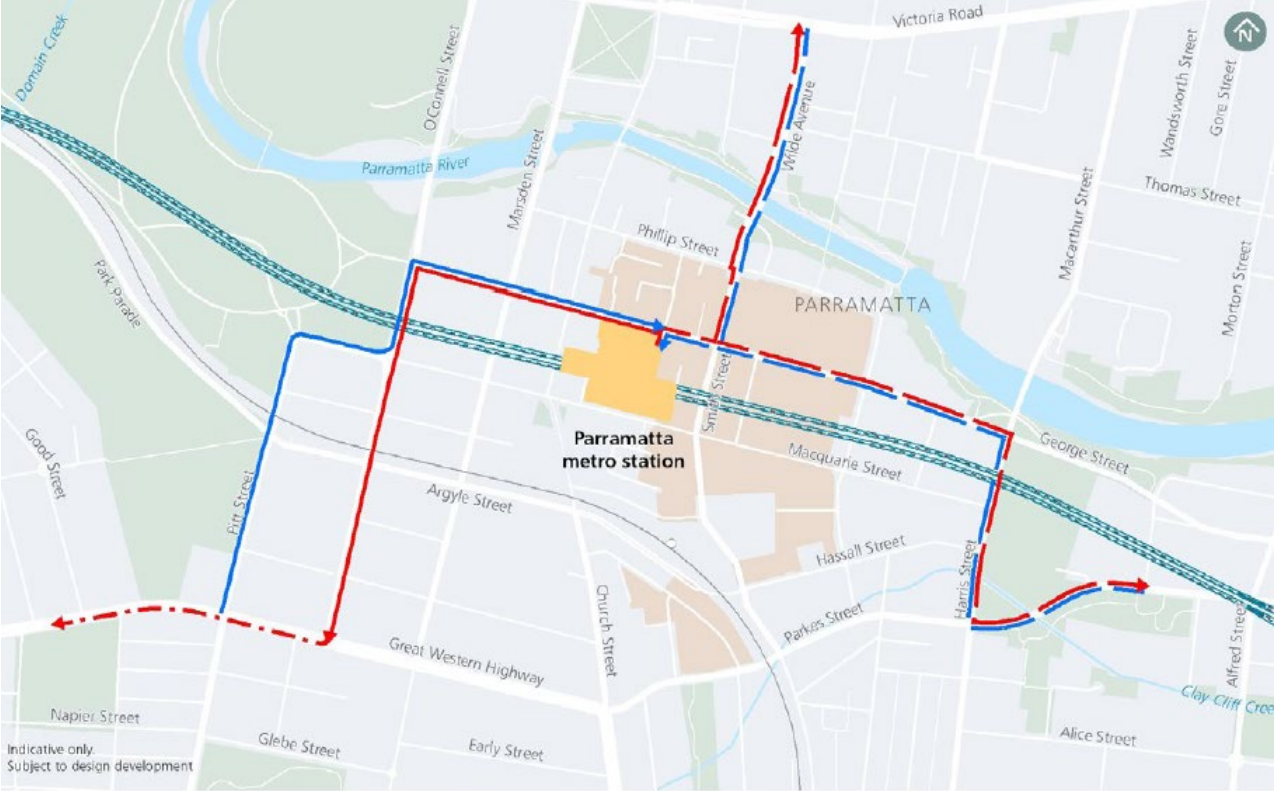 Victoria Road
N
Domain Creek
OConnell Street
Wandsworth Street
Gore Street
Marsden Street
Wilde Avenue
Parramatta River
Macarthur Street
Thomas Street
Phillip Street
Morton Street
Park Parade
PARRAMATTA
Smith Street
Parramatta
metro station
George Street
Macquarie Street
Good Street
Pitt Street
Argyle Street
Hassall Street
Harris Street
Church Street
Parkes Street
Great Western Highway
Alfred Street
Clay Cliff Cree
Napier Street
Glebe Street
Early Street
Alice Street
Indicative only.
Subject to design development